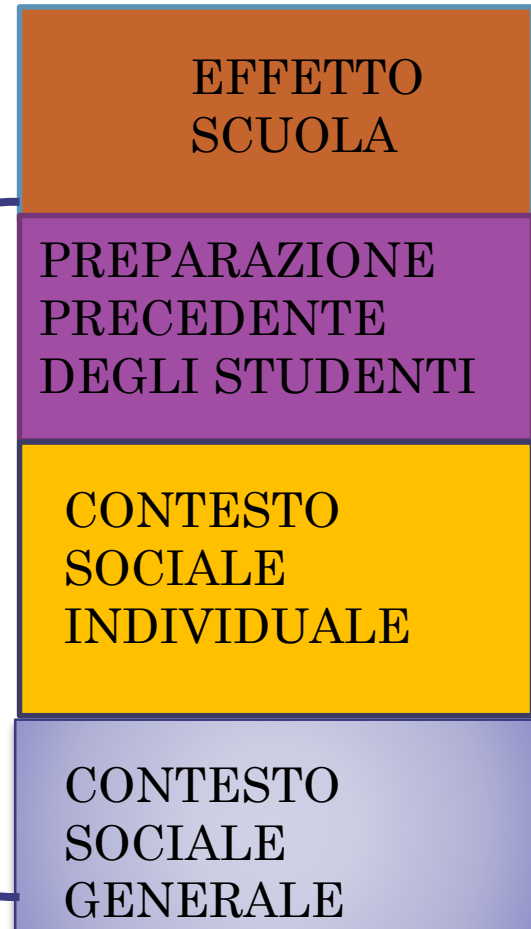 EFFETTO
SCUOLA
PREPARAZIONE
PRECEDENTE
DEGLI STUDENTI
CONTESTO
SOCIALE
INDIVIDUALE
CONTESTO
SOCIALE
GENERALE